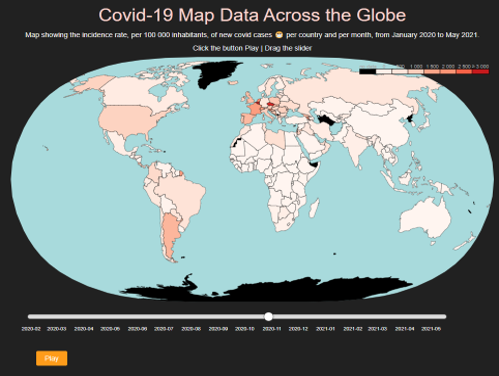 Covid-19 Map Data Across the Globe
Map showing the incidence rate, per 100 000 inhabitants, of new covid cases 😷 per country and per month, from January 2020 to May 2021.
Click the button Play | Drag the slider
500 1 000 1 500 2 000 2 500 > 3 000
2020-02 2020-03 2020-04 2020-05 2020-06 2020-07 2020-08 2020-09 2020-10 2020-11 2020-12 2021-01 2021-02 2021-03 2021-04 2021-05
Play